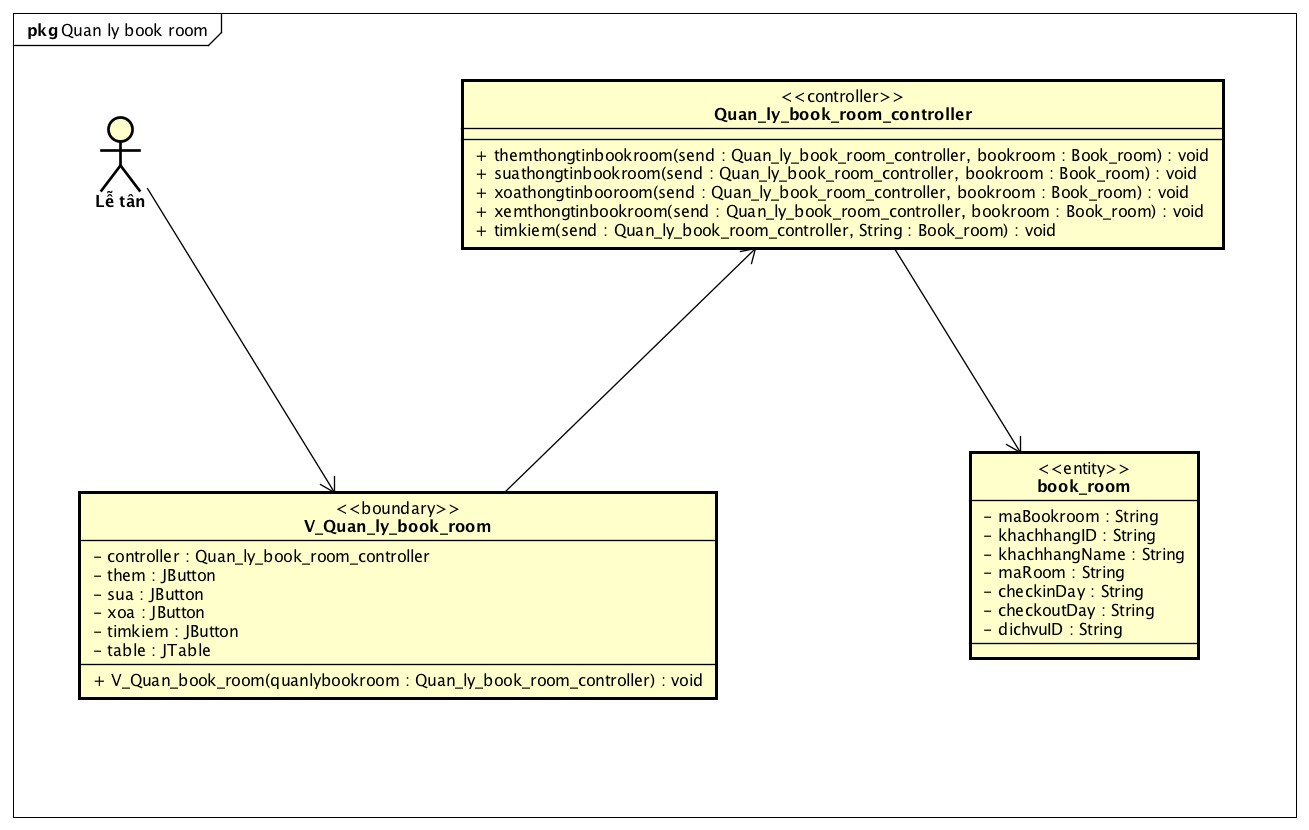 pkg Quan ly book room
Lễ tân
<<controller>>
Quan_ly_book_room_controller
+ themthongtinbookroom(send : Quan_ly_book_room_controller, bookroom : Book_room) : void
+ suathongtinbookroom(send : Quan_ly_book_room_controller, bookroom : Book_room) : void
+ xoathongtinbooroom(send : Quan_ly_book_room_controller, bookroom : Book_room) : void
+ xemthongtinbookroom(send : Quan_ly_book_room_controller, bookroom : Book_room) : void
+ timkiem(send : Quan_ly_book_room_controller, String : Book_room) : void
<<boundary>>
V_Quan_ly_book_room
- controller : Quan_ly_book_room_controller
- them : JButton
- sua : JButton
- xoa : JButton
- timkiem : JButton
- table : JTable
+ V_Quan_book_room(quanlybookroom : Quan_ly_book_room_controller) : void
<<entity>>
book_room
- maBookroom : String
- khachhangID : String
- khachhangName : String
- maRoom : String
- checkinDay : String
- checkoutDay : String
- dichvuID : String